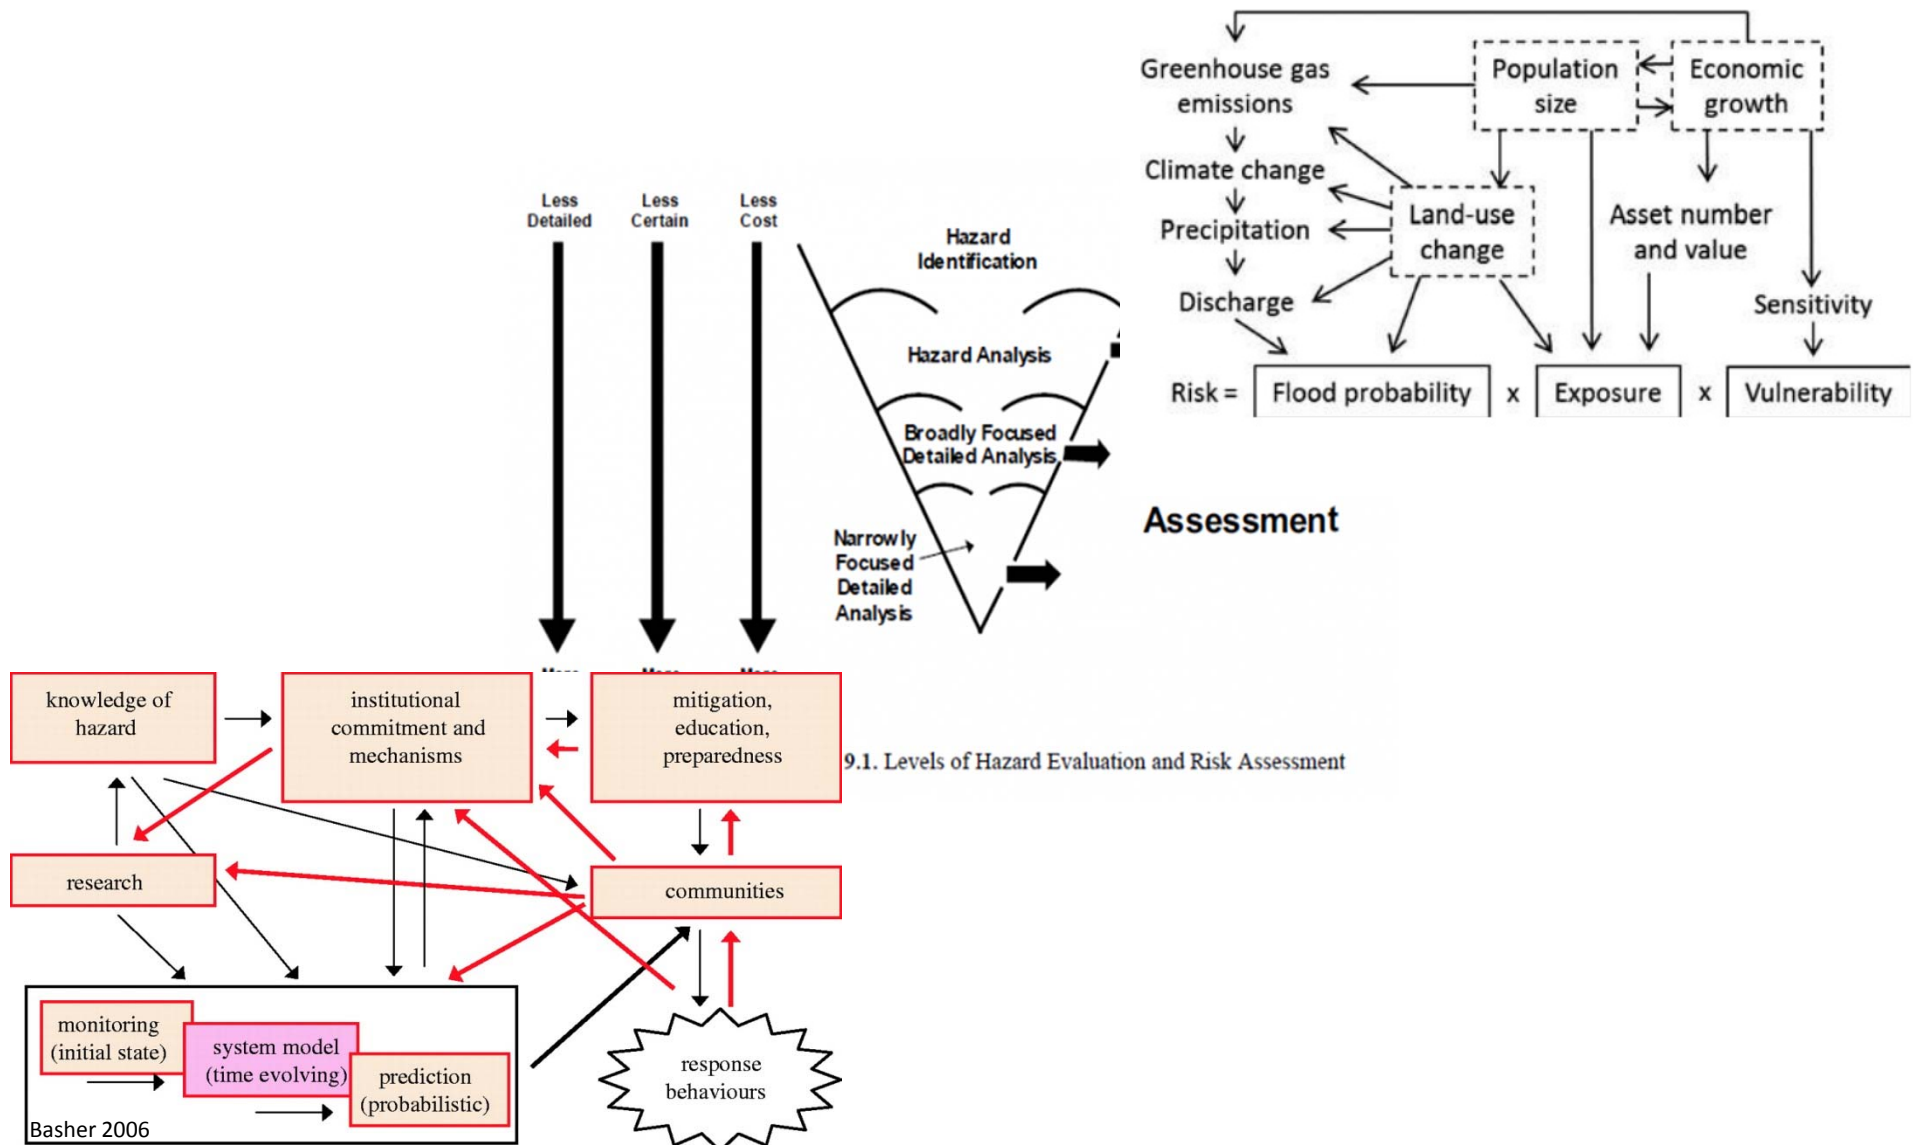 Greenhouse gas
emissions
Population
size
Economic
growth
Climate change
Precipitation
Discharge
Land-use
change
Asset number
and value
Sensitivity
Risk =
Flood probability
x
Exposure
x
Vulnerability
Less
Detailed
Less
Certain
Less
Cost
Hazard
Identification
Hazard Analysis
Broadly Focused
Detailed Analysis
Narrowly
Focused
Detailed
Analysis
Assessment
9.1. Levels of Hazard Evaluation and Risk Assessment
knowledge of
hazard
institutional
commitment and
mechanisms
mitigation,
education,
preparedness
research
communities
monitoring
(initial state)
system model
(time evolving)
prediction
(probabilistic)
response
behaviours
Basher 2006